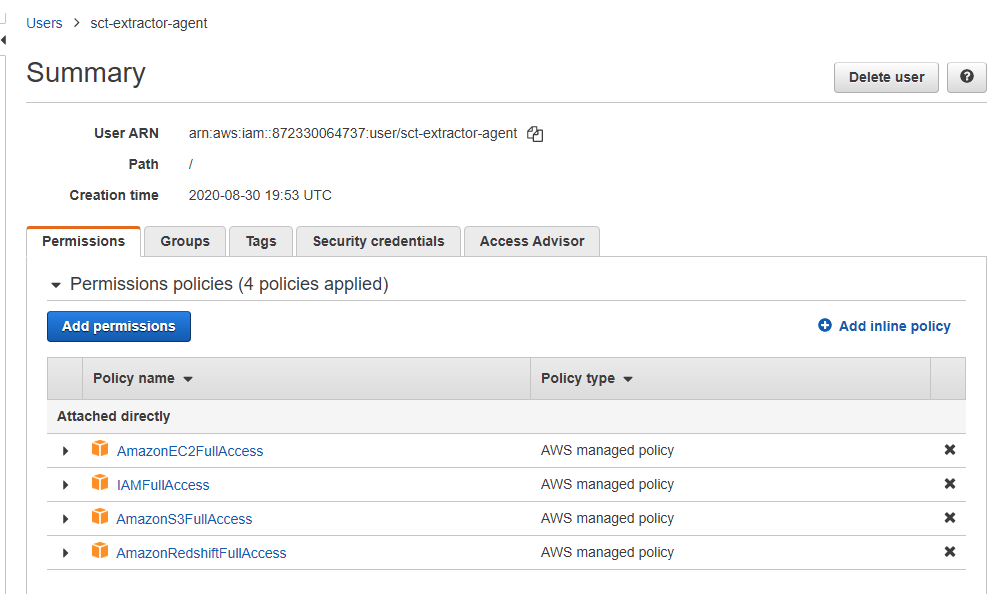 Users > sct-extractor-agent
Summary
Delete user
?
User ARN arn:aws:iam::872330064737:user/sct-extractor-agent
Path /
Creation time 2020-08-30 19:53 UTC
Permissions Groups Tags Security credentials Access Advisor
Permissions policies (4 policies applied)
Add permissions
Add inline policy
Policy name Policy type
Attached directly
AmazonEC2FullAccess AWS managed policy
IAMFullAccess AWS managed policy
AmazonS3FullAccess AWS managed policy
AmazonRedshiftFullAccess AWS managed policy